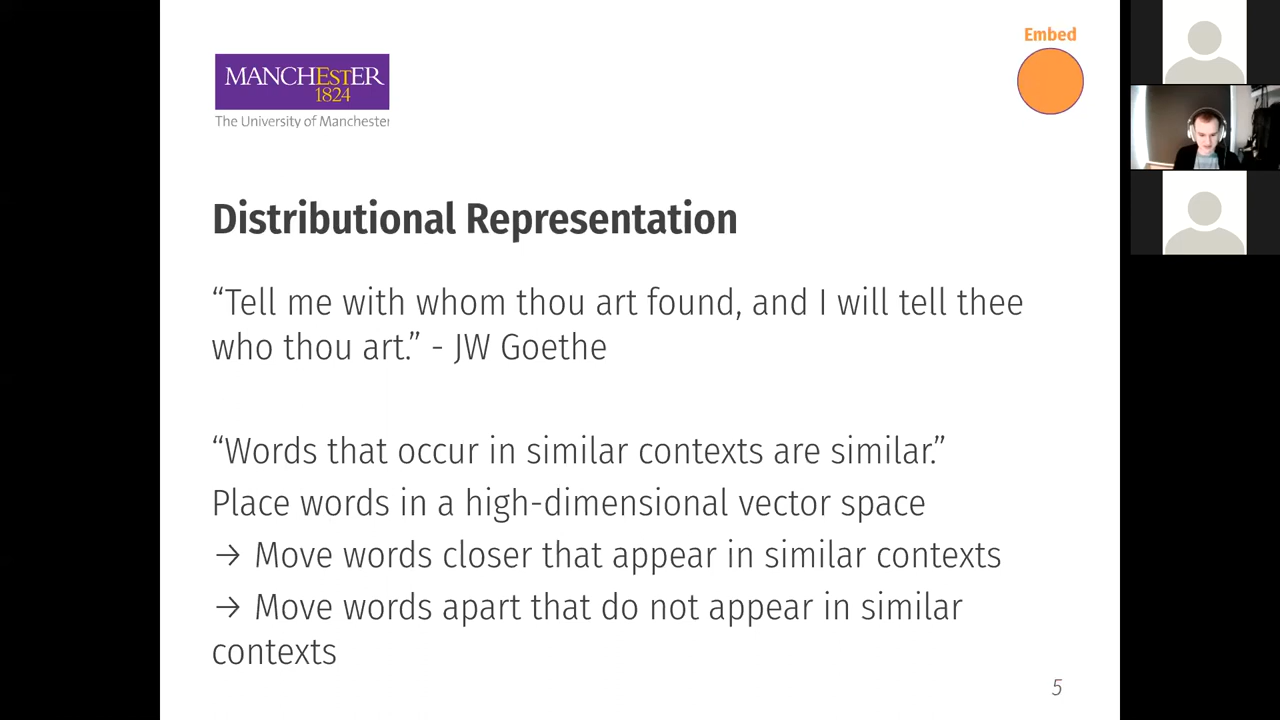 Embed
MANCHEsTER
1824
The University of Manchester
Distributional Representation
“Tell me with whom thou art found, and I will tell thee
who thou art.” - JW Goethe
“Words that occur in similar contexts are similar.”
Place words in a high-dimensional vector space
→ Move words closer that appear in similar contexts
→ Move words apart that do not appear in similar
contexts
5